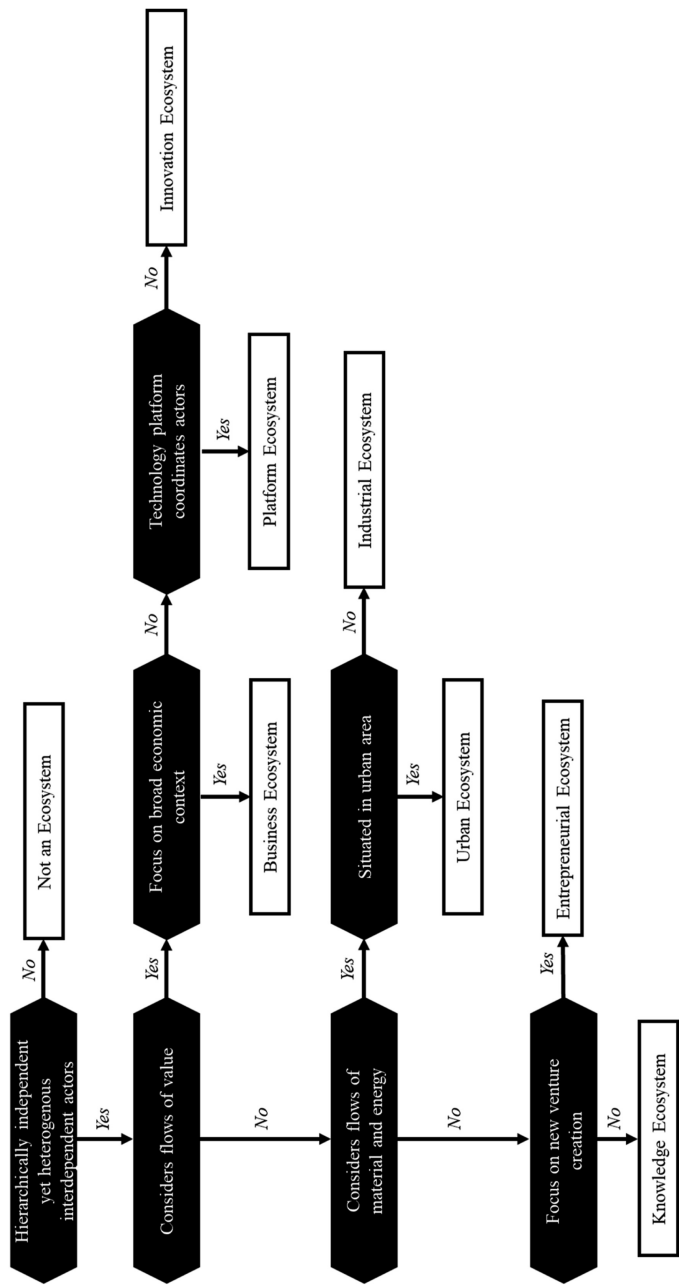 Hierarchically independent
yet heterogenous
interdependent actors
No
Not an Ecosystem
Yes
Considers flows of value
Yes
Focus on broad economic
context
No
Technology platform
coordinates actors
No
Innovation Ecosystem
Yes
Business Ecosystem
Yes
Platform Ecosystem
No
Considers flows of
material and energy
Yes
Situated in urban area
No
Industrial Ecosystem
Yes
Urban Ecosystem
No
Focus on new venture
creation
Yes
Entrepreneurial Ecosystem
No
Knowledge Ecosystem